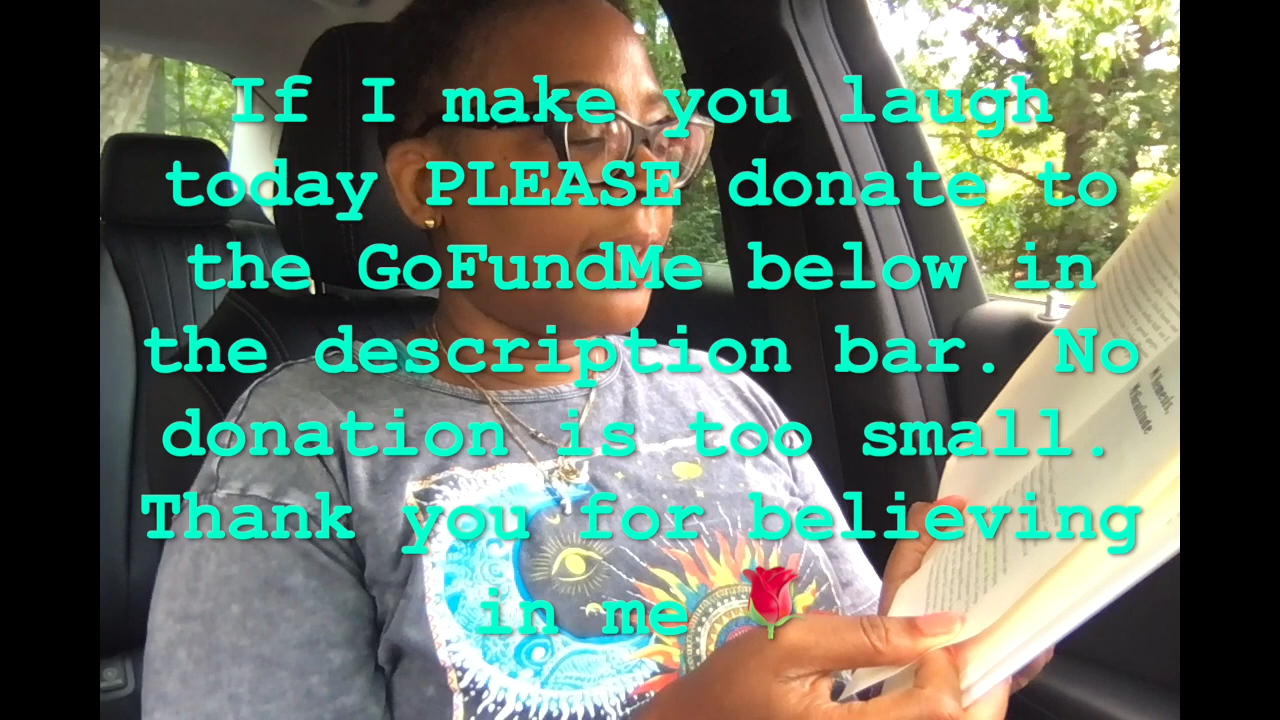 If I make you laugh
today PLEASE donate to
the GoFundMe below in
the description bar. No
donation is too small.
Thank you for believing
in me 🌹